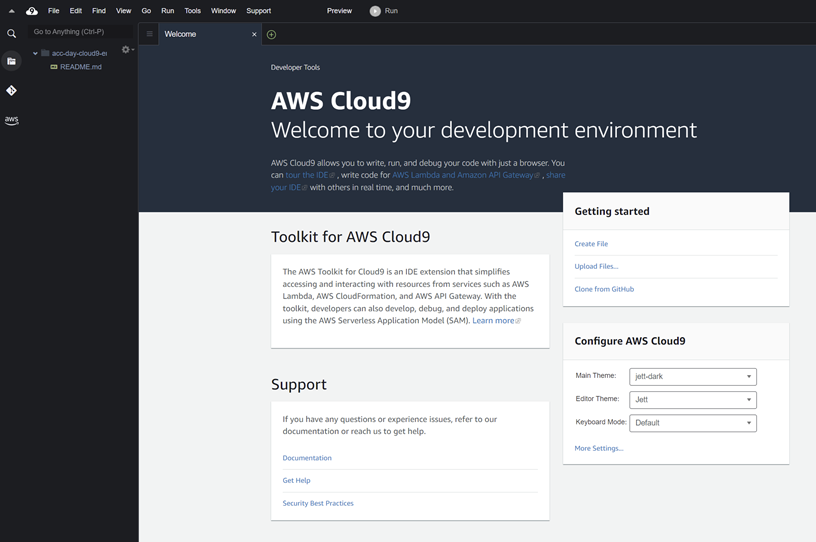 File Edit Find View Go Run Tools Window Support Preview Run
Go to Anything (Ctrl-P)
Welcome
acc-day-cloud9-en
README.md
aws
Developer Tools
AWS Cloud9
Welcome to your development environment
AWS Cloud9 allows you to write, run, and debug your code with just a browser. You
can tour the IDE , write code for AWS Lambda and Amazon API Gateway , share
your IDE with others in real time, and much more.
Getting started
Create File
Upload Files...
Clone from GitHub
Toolkit for AWS Cloud9
The AWS Toolkit for Cloud9 is an IDE extension that simplifies
accessing and interacting with resources from services such as AWS
Lambda, AWS CloudFormation, and AWS API Gateway. With the
toolkit, developers can also develop, debug, and deploy applications
using the AWS Serverless Application Model (SAM). Learn more
Configure AWS Cloud9
Main Theme: jett-dark
Editor Theme: Jett
Keyboard Mode: Default
More Settings...
Support
If you have any questions or experience issues, refer to our
documentation or reach us to get help.
Documentation
Get Help
Security Best Practices